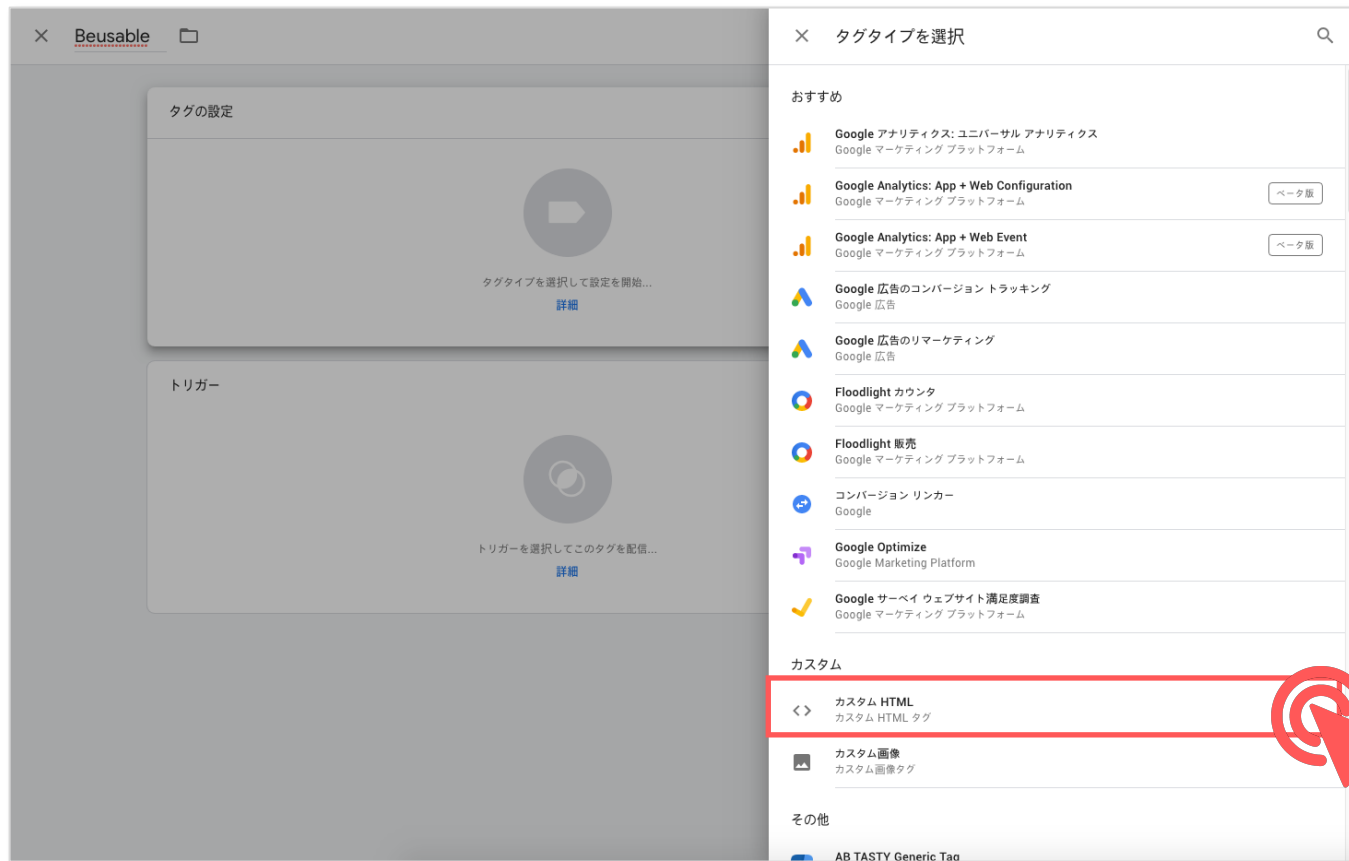 Beusable
タグの設定
タグタイプを選択して設定を開始...
詳細
トリガー
トリガーを選択してこのタグを配信...
詳細
タグタイプを選択
おすすめ
Google アナリティクス: ユニバーサル アナリティクス
Google マーケティング プラットフォーム
Google Analytics: App + Web Configuration
Google マーケティング プラットフォーム
ベータ版
Google Analytics: App + Web Event
Google マーケティング プラットフォーム
ベータ版
Google 広告のコンバージョン トラッキング
Google 広告
Google 広告のリマーケティング
Google 広告
Floodlight カウンタ
Google マーケティング プラットフォーム
Floodlight 販売
Google マーケティング プラットフォーム
コンバージョン リンカー
Google
Google Optimize
Google Marketing Platform
Google サーベイ ウェブサイト満足度調査
Google マーケティング プラットフォーム
カスタム
カスタム HTML
カスタム HTML タグ
カスタム画像
カスタム画像タグ
その他
AB TASTY Generic Tag